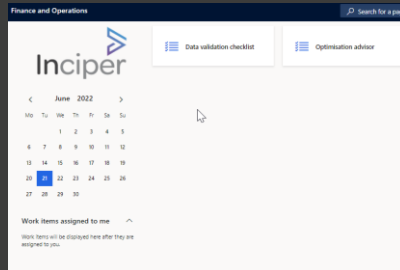 Finance and Operations
Search for a pa
Inciper
Data validation checklist
Optimisation advisor
June 2022
Mo Tu We Th Fr Sa Su
1 2 3 4 5
6 7 8 9 10 11 12
13 14 15 16 17 18 19
20 21 22 23 24 25 26
27 28 29 30
Work items assigned to me
Work items will be displayed here after they are
assigned to you.